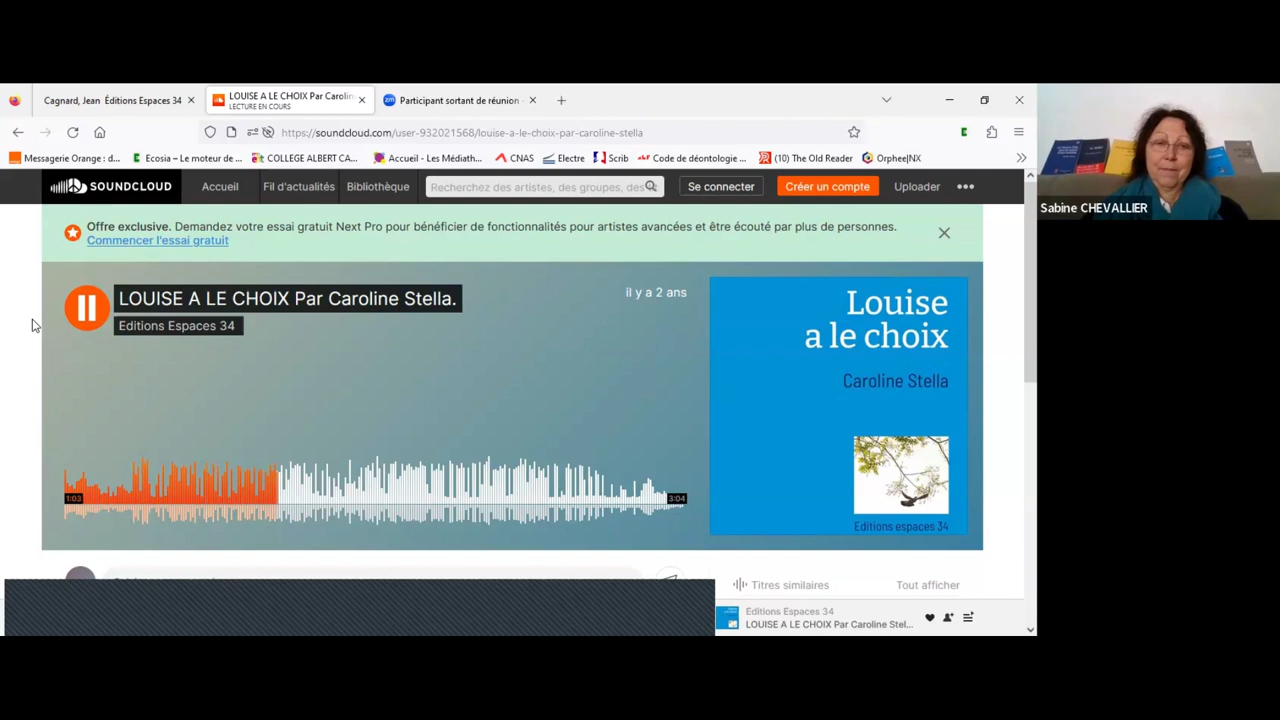 Cagnard, Jean Éditions Espaces 34
LOUISE A LE CHOIX Par Carolin
LECTURE EN COURS
zm Participant sortant de réunion
https://soundcloud.com/user-932021568/louise-a-le-choix-par-caroline-stella
Messagerie Orange : d... Ecosia – Le moteur de ... COLLEGE ALBERT CA... Accueil - Les Médiath... CNAS Electre Scrib Code de déontologie ... (10) The Old Reader Orphee|NX
SOUNDCLOUD Accueil Fil d'actualités Bibliothèque Recherchez des artistes, des groupes, des Se connecter Créer un compte Uploader
Offre exclusive. Demandez votre essai gratuit Next Pro pour bénéficier de fonctionnalités pour artistes avancées et être écouté par plus de personnes.
Commencer l'essai gratuit
LOUISE A LE CHOIX Par Caroline Stella.
Editions Espaces 34
il y a 2 ans
1:03
3:04
Louise
a le choix
Caroline Stella
Editions espaces 34
Titres similaires Tout afficher
Editions Espaces 34
LOUISE A LE CHOIX Par Caroline Stel...
Sabine CHEVALLIER